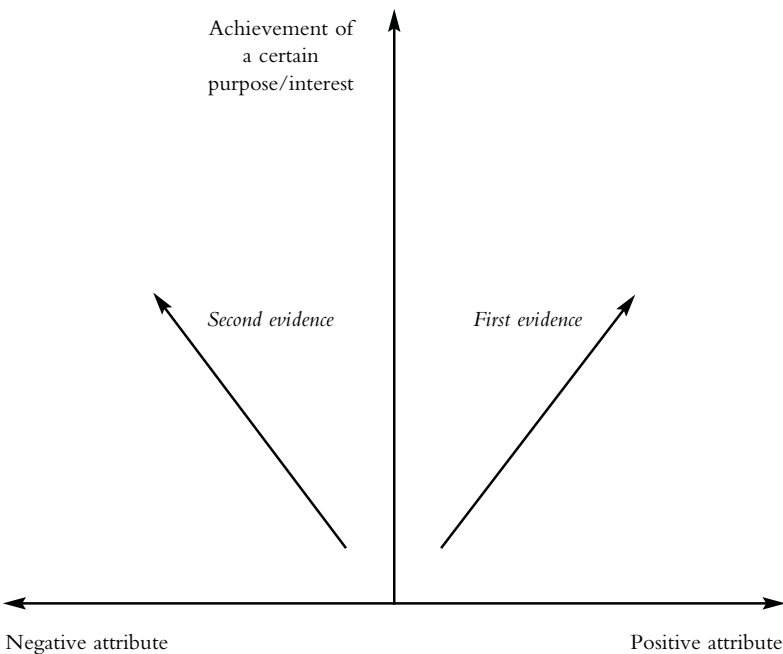 Achievement of
a certain
purpose/interest
Second evidence
First evidence
Negative attribute
Positive attribute